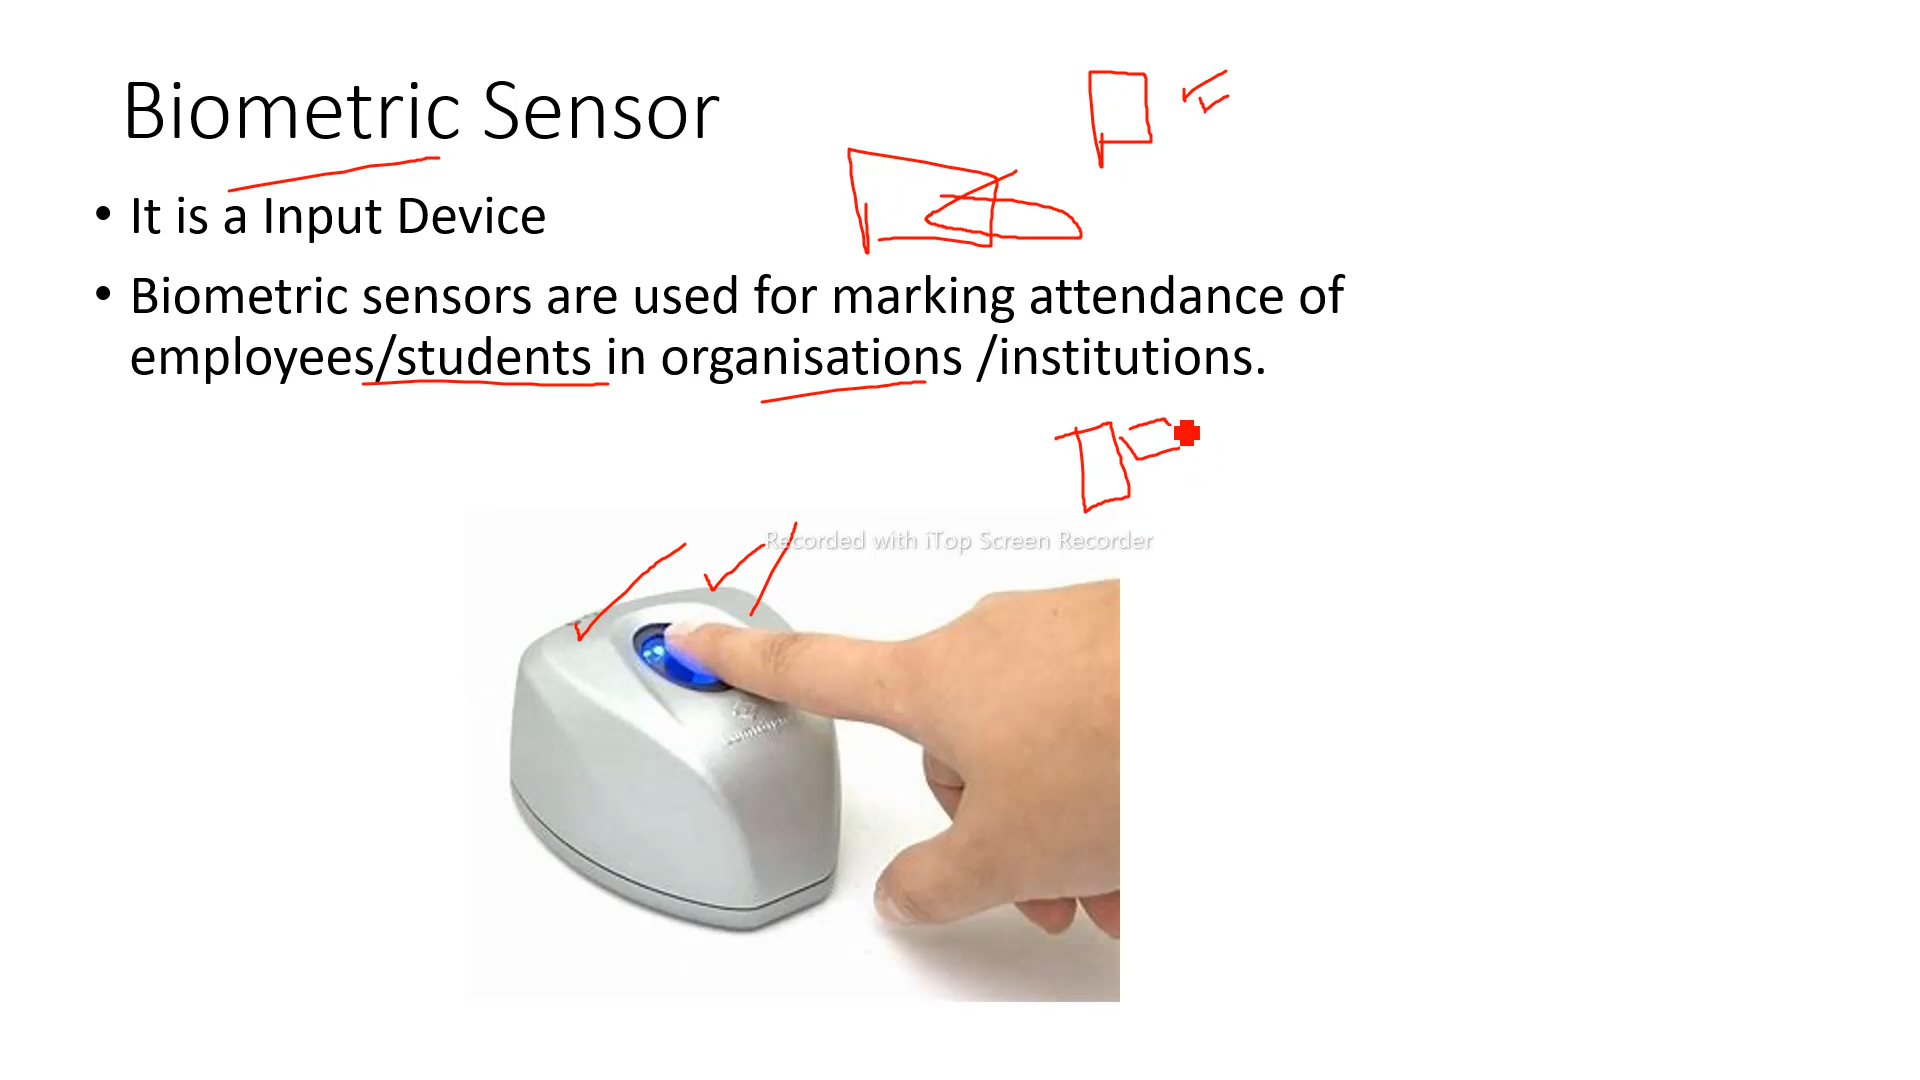 Biometric Sensor
• It is a Input Device
• Biometric sensors are used for marking attendance of
employees/students in organisations /institutions.
Recorded with iTop Screen Recorder